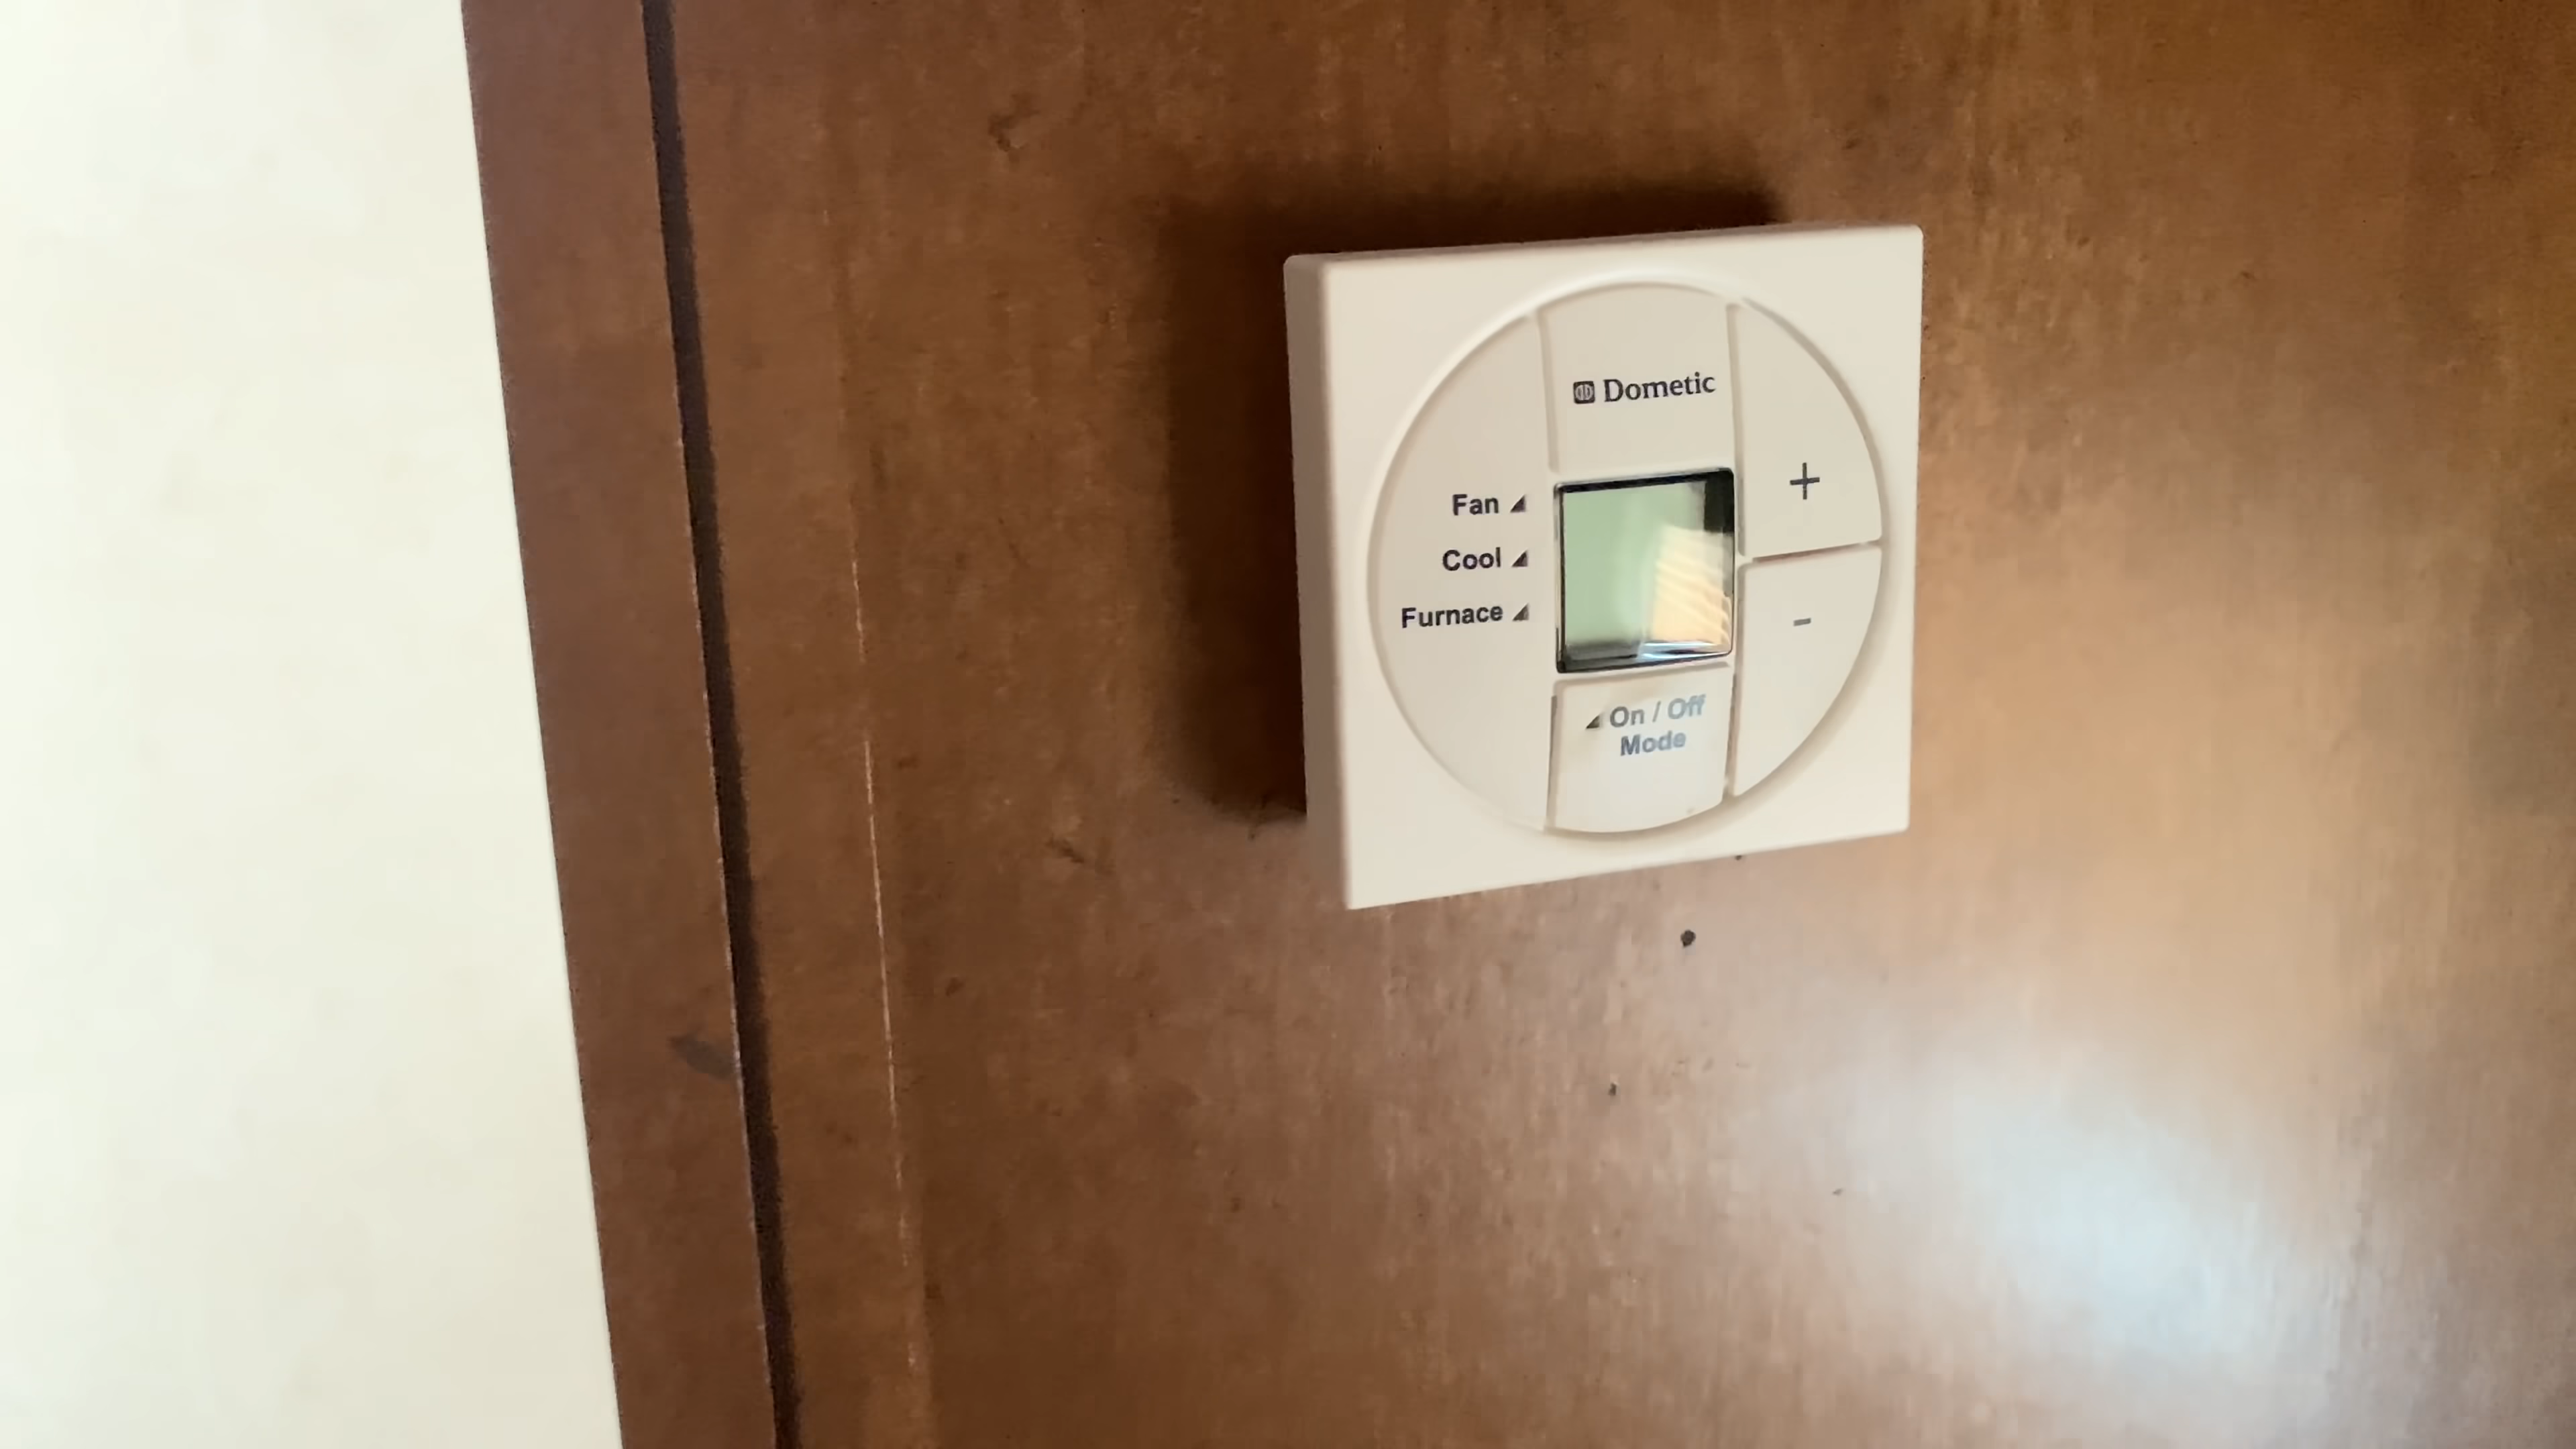 Dometic
+
Fan
Cool
Furnace
-
On / Off
Mode